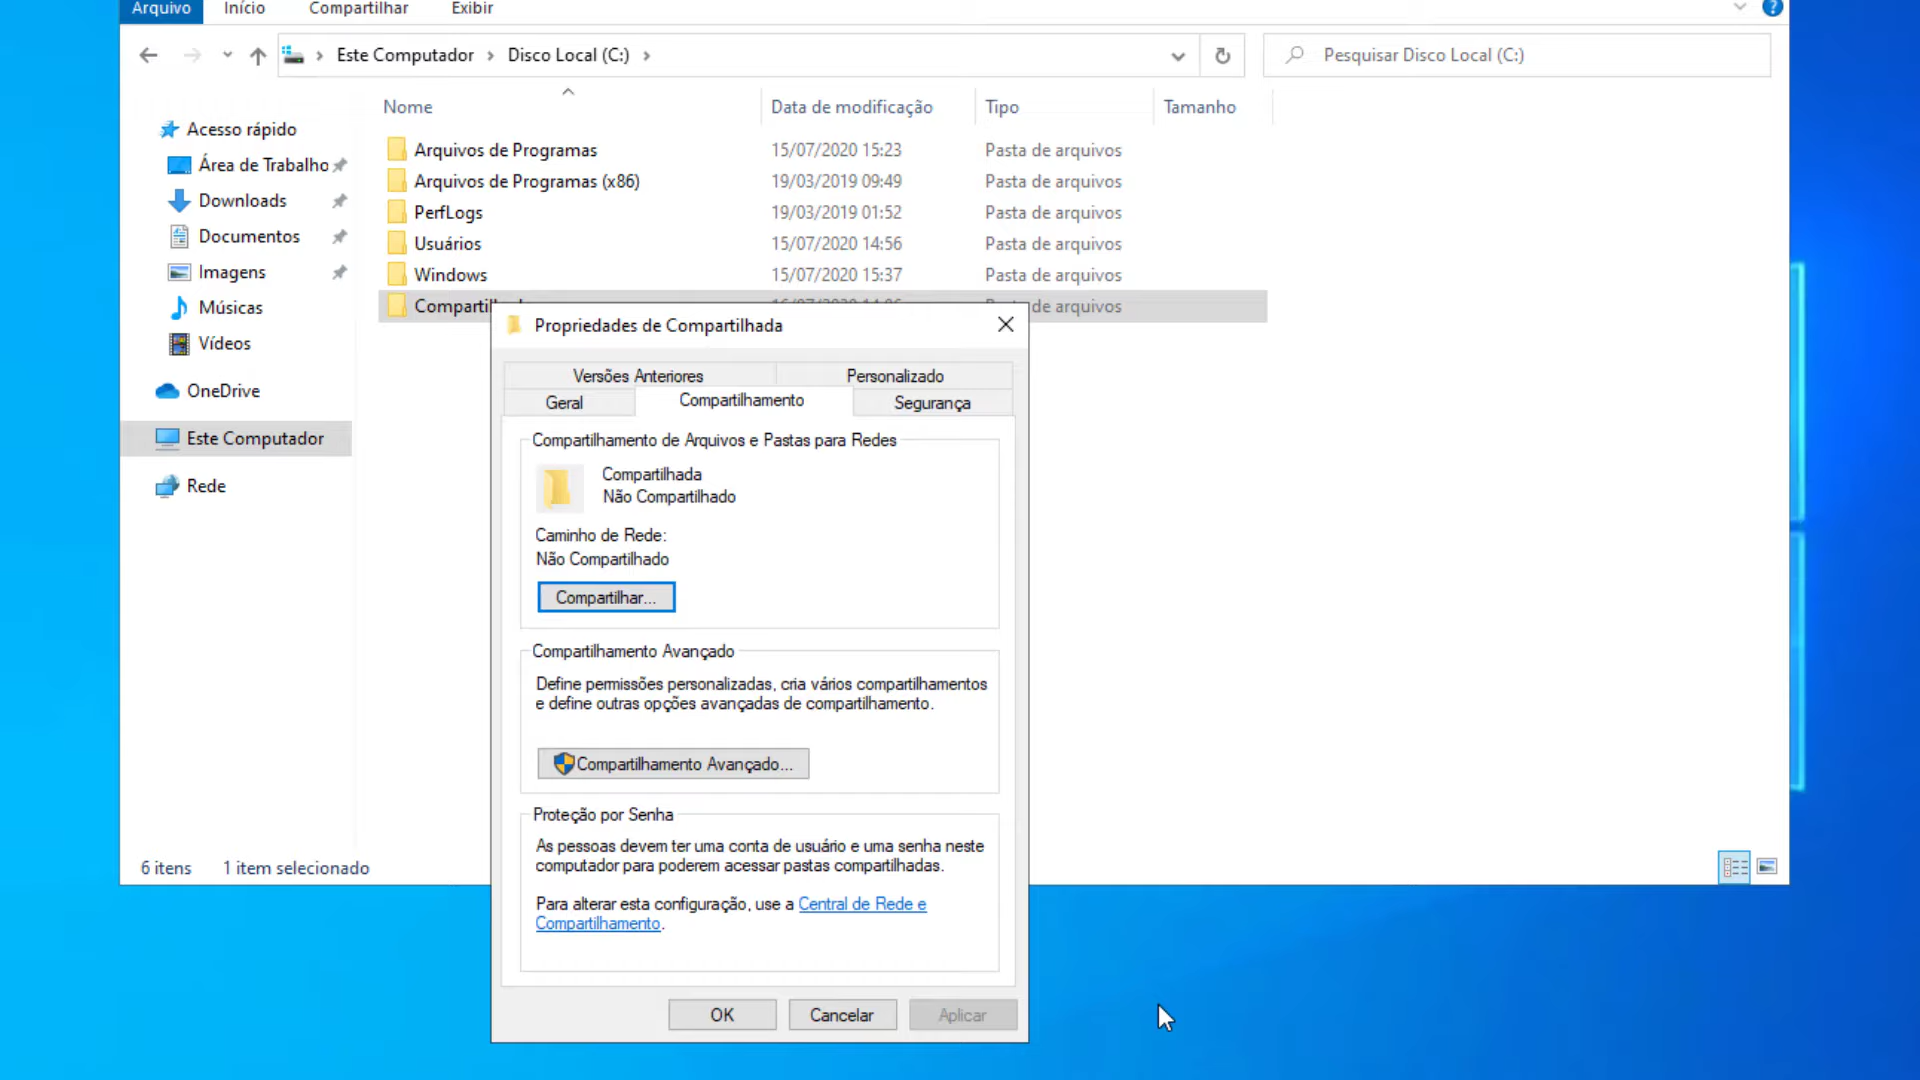 Arquivo Início Compartilhar Exibir
Este Computador Disco Local (C:)
Pesquisar Disco Local (C:)
Nome Data de modificação Tipo Tamanho
Acesso rápido
Área de Trabalho
Downloads
Documentos
Imagens
Músicas
Vídeos
OneDrive
Este Computador
Rede
Arquivos de Programas 15/07/2020 15:23 Pasta de arquivos
Arquivos de Programas (x86) 19/03/2019 09:49 Pasta de arquivos
PerfLogs 19/03/2019 01:52 Pasta de arquivos
Usuários 15/07/2020 14:56 Pasta de arquivos
Windows 15/07/2020 15:37 Pasta de arquivos
de arquivos
Propriedades de Compartilhada
Versões Anteriores Personalizado
Geral Compartilhamento Segurança
Compartilhamento de Arquivos e Pastas para Redes
Compartilhada
Não Compartilhado
Caminho de Rede:
Não Compartilhado
Compartilhar...
Compartilhamento Avançado
Define permissões personalizadas, cria vários compartilhamentos
e define outras opções avançadas de compartilhamento.
Compartilhamento Avançado...
Proteção por Senha
As pessoas devem ter uma conta de usuário e uma senha neste
computador para poderem acessar pastas compartilhadas.
Para alterar esta configuração, use a Central de Rede e
Compartilhamento.
OK Cancelar Aplicar
6 itens 1 item selecionado